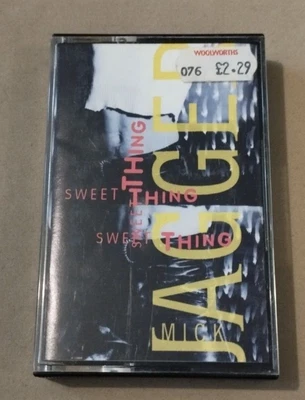 WOOLWORTHS
076 £2.29
JAGGER
MICK
SWEET THING
SWEET THING
SWEET THING